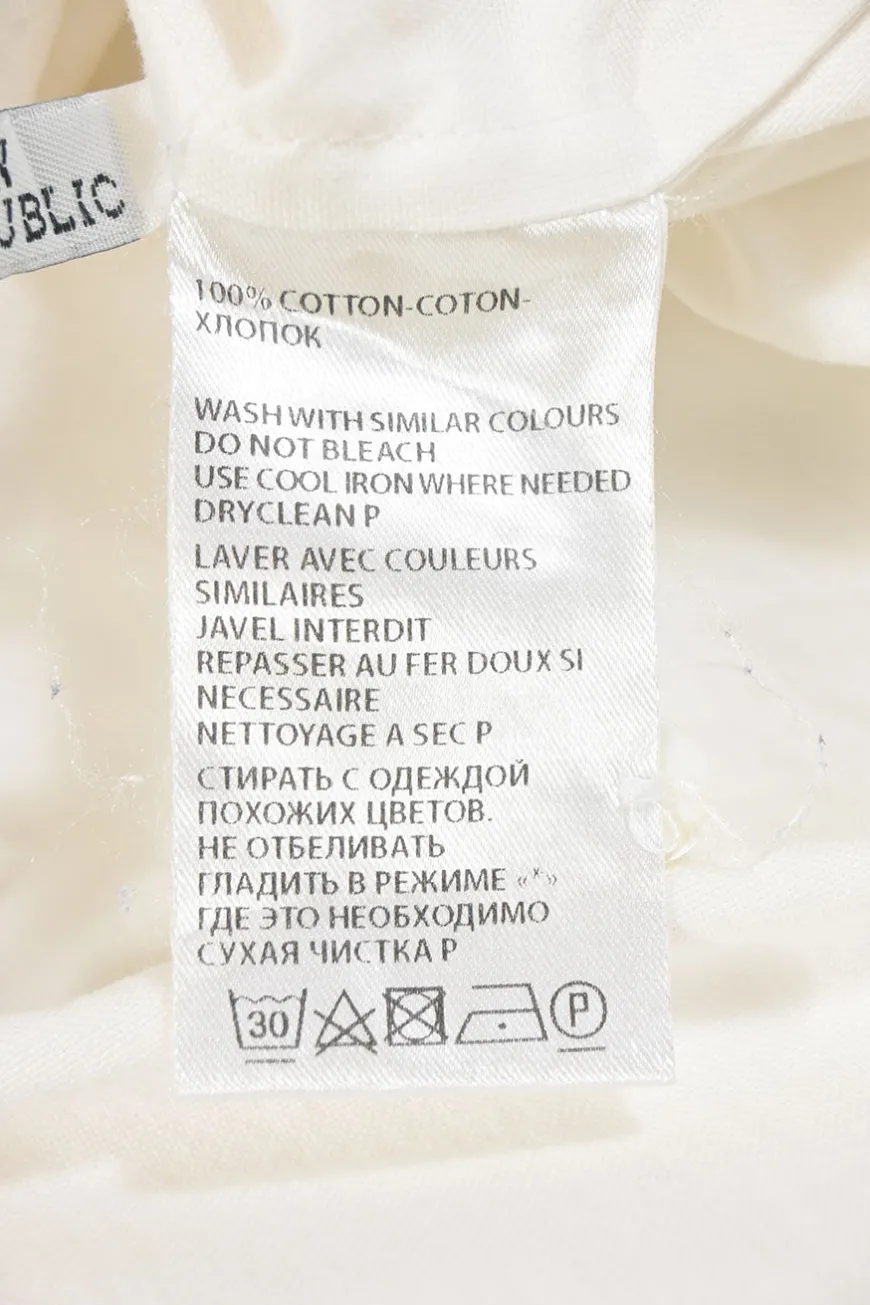 UBLIC
100% COTTON-COTON-
ХЛОПОК
WASH WITH SIMILAR COLOURS
DO NOT BLEACH
USE COOL IRON WHERE NEEDED
DRYCLEAN P
LAVER AVEC COULEURS
SIMILAIRES
JAVEL INTERDIT
REPASSER AU FER DOUX SI
NECESSAIRE
NETTOYAGE A SEC P
СТИРАТЬ С ОДЕЖДОЙ
ПОХОЖИХ ЦВЕТОВ.
НЕ ОТБЕЛИВАТЬ
ГЛАДИТЬ В РЕЖИМЕ «*»
ГДЕ ЭТО НЕОБХОДИМО
СУХАЯ ЧИСТКА Р
30 P